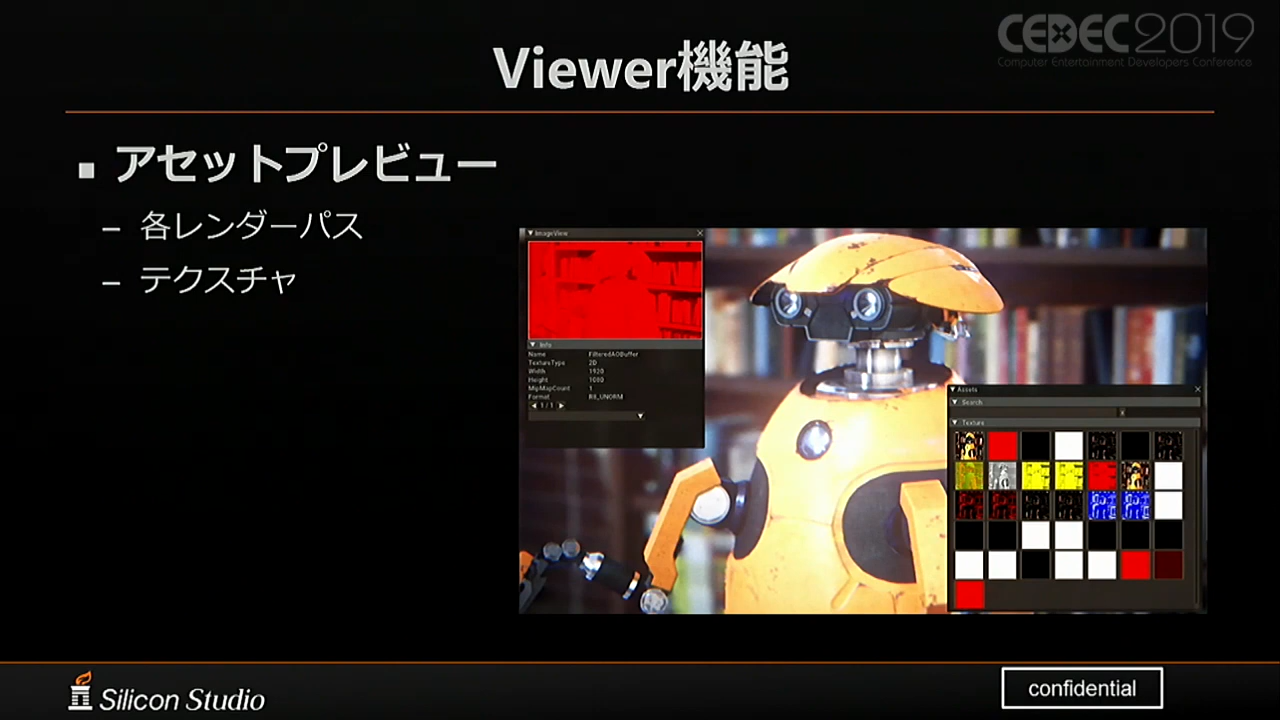 CEDEC2019
Computer Entertainment Developers Conference
Viewer機能
■ アセットプレビュー
– 各レンダーパス
– テクスチャ
ImageView
Info
Name FilteredAOBuffer
TextureType 2D
Width 1920
Height 1080
MipMapCount 1
Format R8_UNORM
1 / 1
Assets
Search
Texture
Silicon Studio
confidential